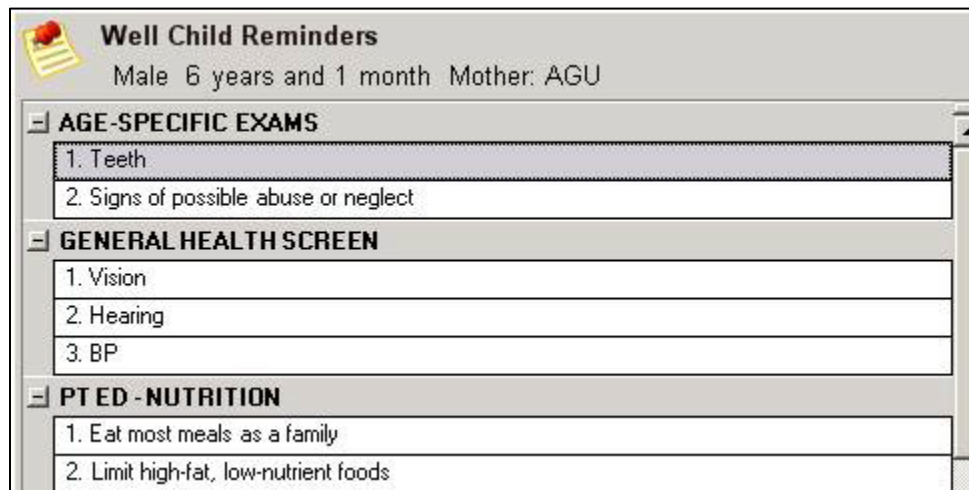 Well Child Reminders
Male 6 years and 1 month Mother: AGU
AGE-SPECIFIC EXAMS
1. Teeth
2. Signs of possible abuse or neglect
GENERAL HEALTH SCREEN
1. Vision
2. Hearing
3. BP
PT ED - NUTRITION
1. Eat most meals as a family
2. Limit high-fat, low-nutrient foods